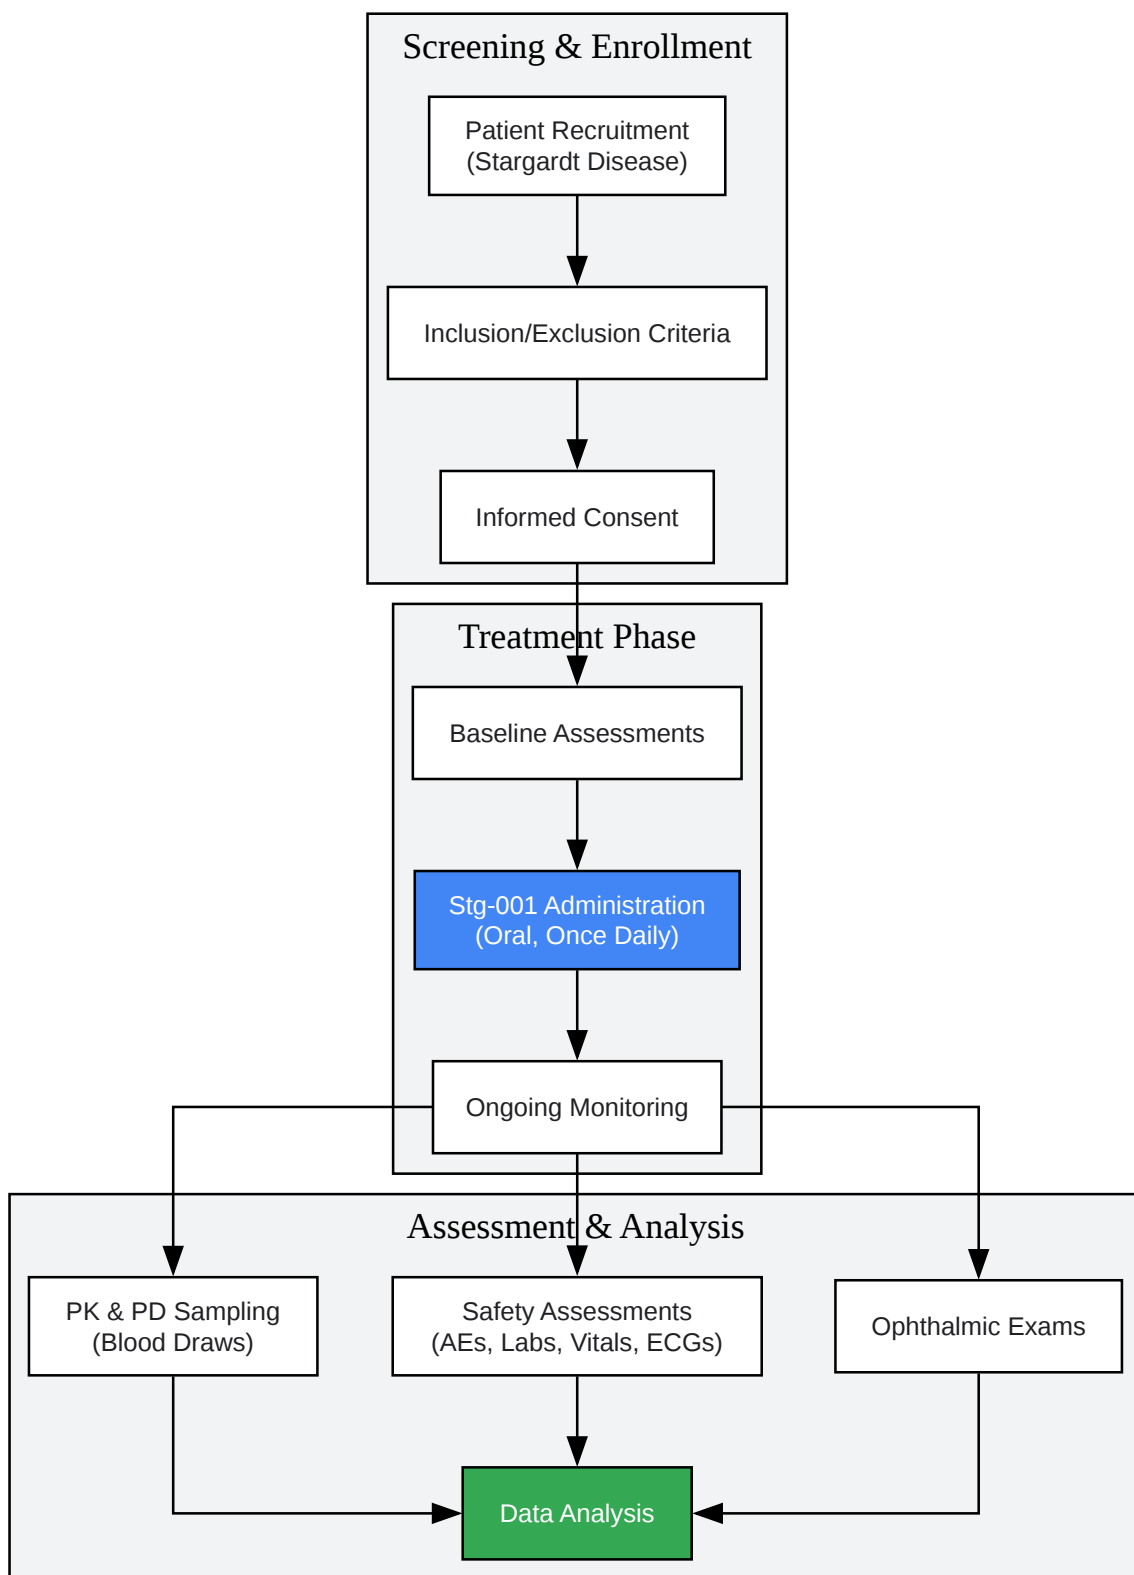 Screening & Enrollment
Patient Recruitment
(Stargardt Disease)
Inclusion/Exclusion Criteria
Informed Consent
Treatment Phase
Baseline Assessments
Stg-001 Administration
(Oral, Once Daily)
Ongoing Monitoring
Assessment & Analysis
PK & PD Sampling
(Blood Draws)
Safety Assessments
(AEs, Labs, Vitals, ECGs)
Ophthalmic Exams
Data Analysis